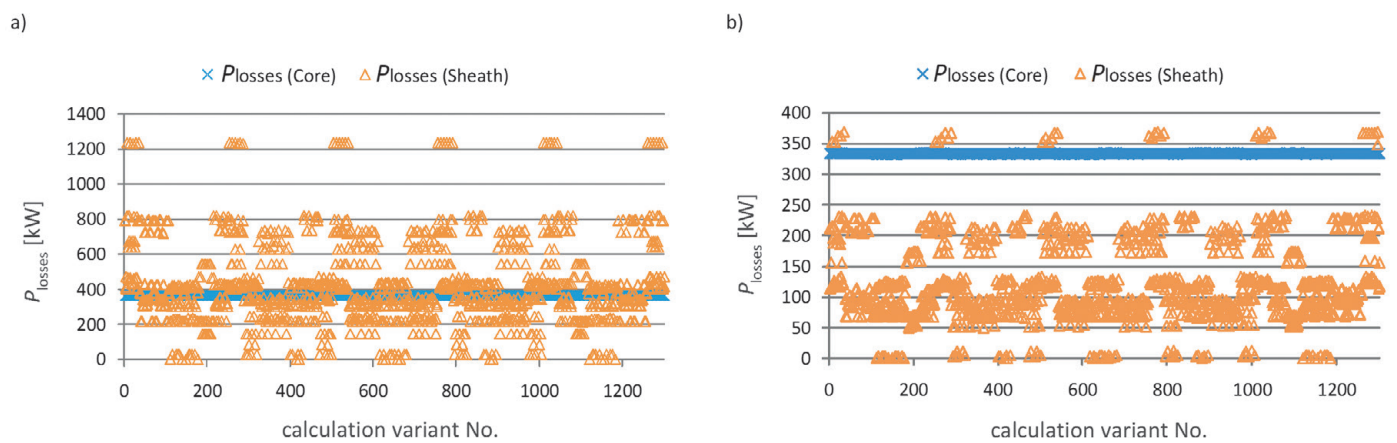 a)
× Plosses (Core) △ Plosses (Sheath)
1400
1200
1000
800
600
400
200
0
Plosses [kW]
0 200 400 600 800 1000 1200
calculation variant No.
b)
× Plosses (Core) △ Plosses (Sheath)
400
350
300
250
200
150
100
50
0
Plosses [kW]
0 200 400 600 800 1000 1200
calculation variant No.